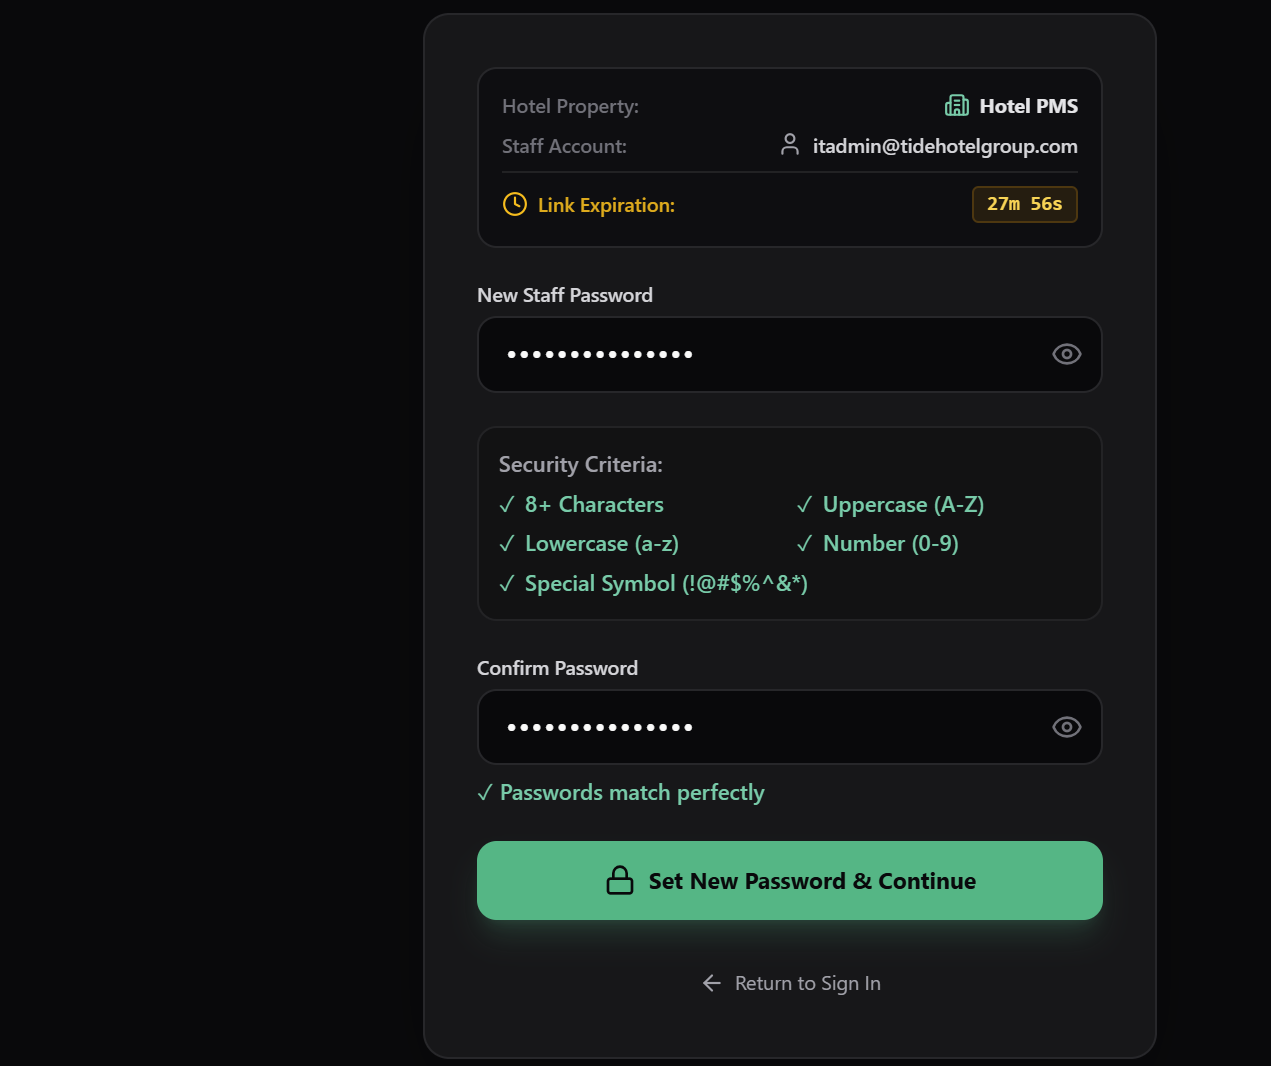 Hotel Property: Hotel PMS
Staff Account: itadmin@tidehotelgroup.com
Link Expiration: 27m 56s
New Staff Password
•••••••••••••••
Security Criteria:
✓ 8+ Characters ✓ Uppercase (A-Z)
✓ Lowercase (a-z) ✓ Number (0-9)
✓ Special Symbol (!@#$%^&*)
Confirm Password
•••••••••••••••
✓ Passwords match perfectly
Set New Password & Continue
← Return to Sign In